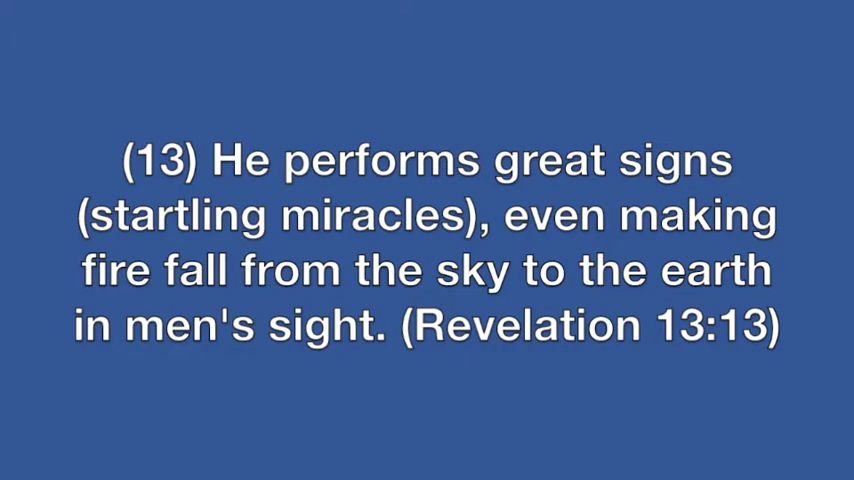 (13) He performs great signs
(startling miracles), even making
fire fall from the sky to the earth
in men's sight. (Revelation 13:13)